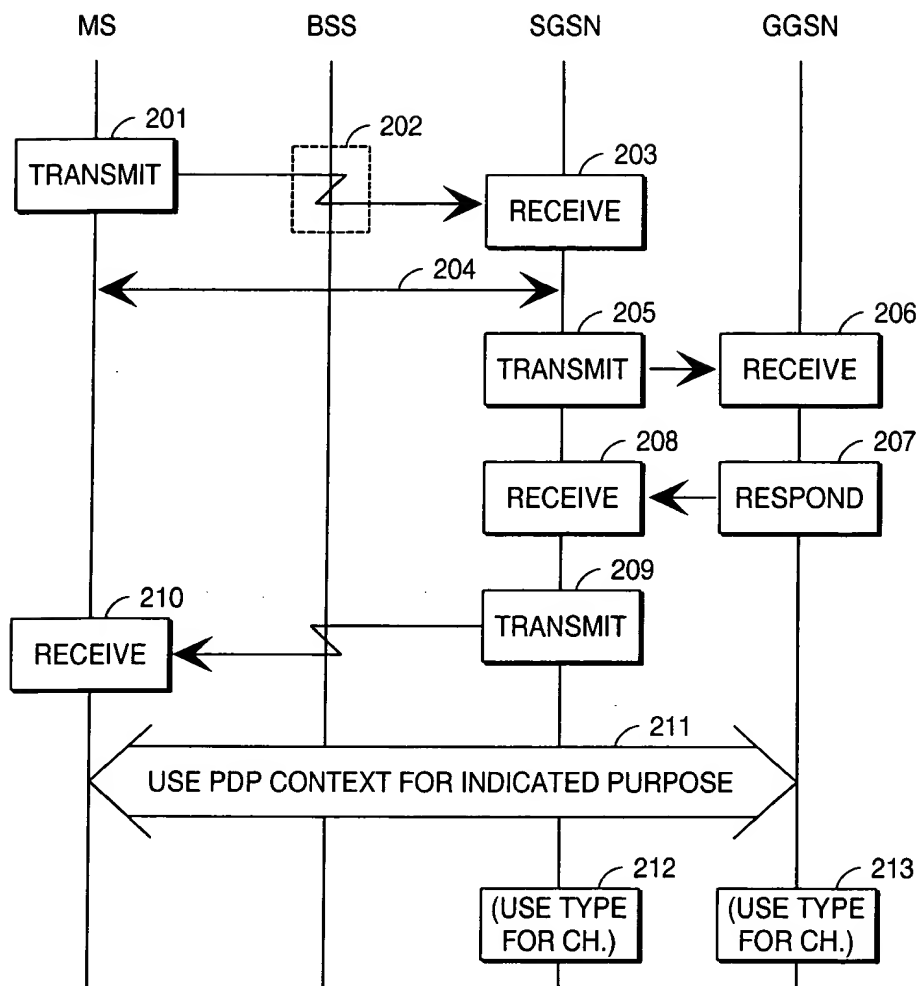 MS BSS SGSN GGSN
201
202
TRANSMIT
203
RECEIVE
204
205
206
TRANSMIT
RECEIVE
208
207
RECEIVE
RESPOND
209
210
TRANSMIT
RECEIVE
211
USE PDP CONTEXT FOR INDICATED PURPOSE
212
213
(USE TYPE
FOR CH.)
(USE TYPE
FOR CH.)